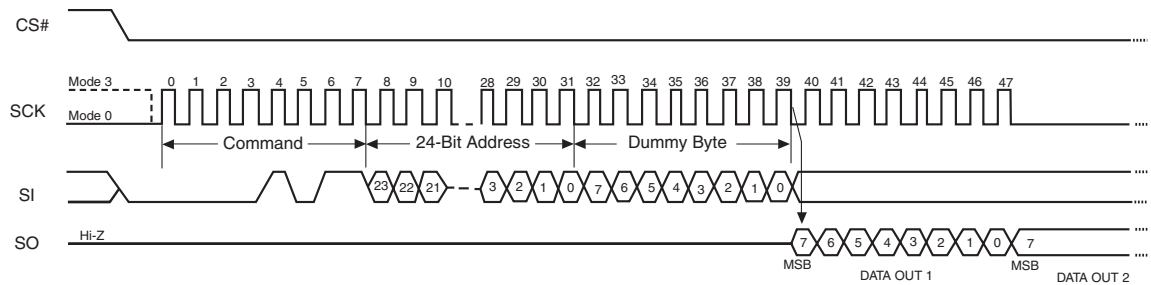 CS#
Mode 3
0 1 2 3 4 5 6 7 8 9 10 28 29 30 31 32 33 34 35 36 37 38 39 40 41 42 43 44 45 46 47
SCK
Mode 0
Command 24-Bit Address Dummy Byte
SI
23 22 21 3 2 1 0 7 6 5 4 3 2 1 0
SO
Hi-Z
7 6 5 4 3 2 1 0 7
MSB DATA OUT 1 MSB DATA OUT 2